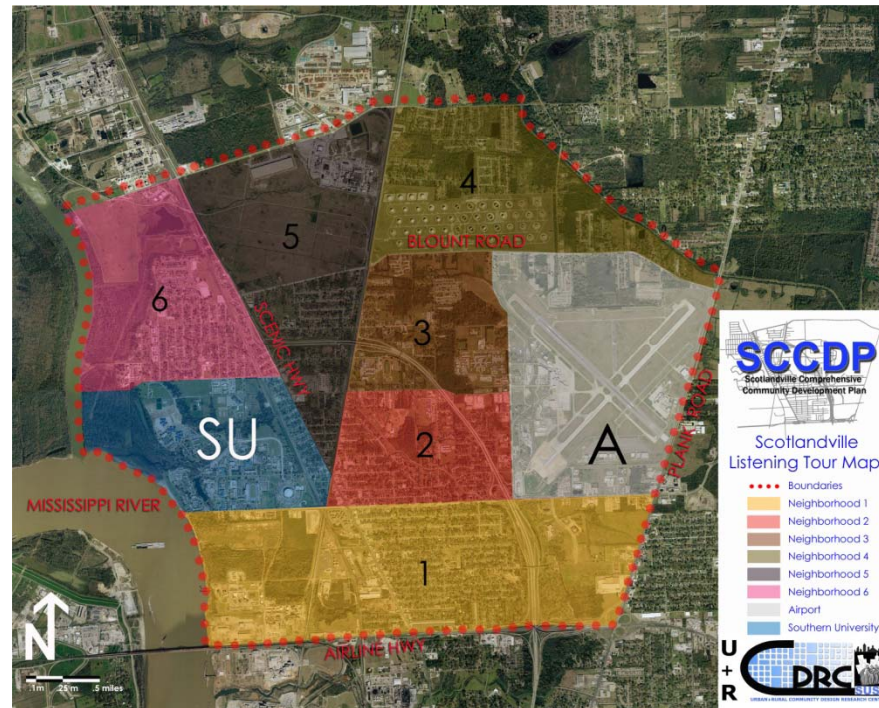 4
BLOUNT ROAD
5
6
3
SCENIC HWY
SU
2
A
PLANK ROAD
MISSISSIPPI RIVER
1
AIRLINE HWY
N
.1m .25 m .5 miles
SCCDP
Scotlandville Comprehensive
Community Development Plan
Scotlandville
Listening Tour Map
Boundaries
Neighborhood 1
Neighborhood 2
Neighborhood 3
Neighborhood 4
Neighborhood 5
Neighborhood 6
Airport
Southern University
U+R
CDRC
SUSA